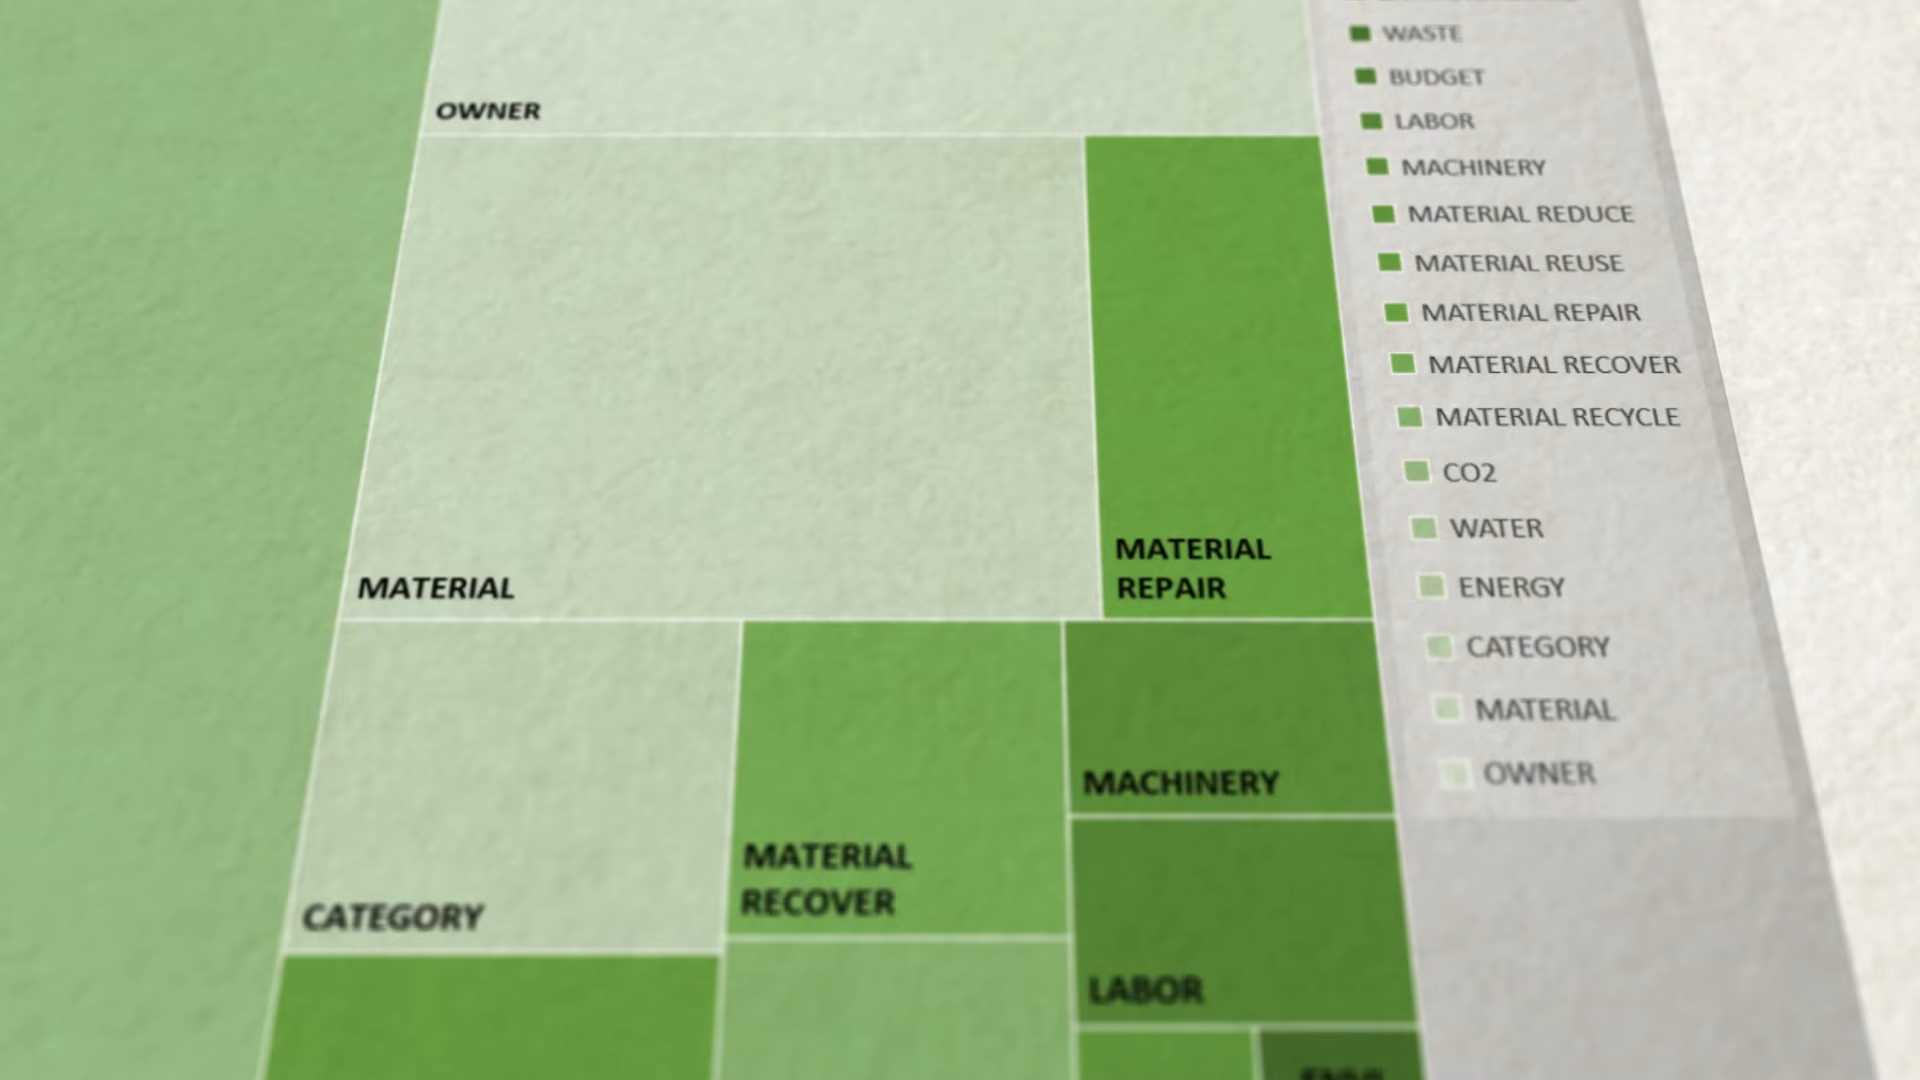 OWNER
MATERIAL
MATERIAL
REPAIR
CATEGORY
MATERIAL
RECOVER
MACHINERY
LABOR
WASTE
BUDGET
LABOR
MACHINERY
MATERIAL REDUCE
MATERIAL REUSE
MATERIAL REPAIR
MATERIAL RECOVER
MATERIAL RECYCLE
CO2
WATER
ENERGY
CATEGORY
MATERIAL
OWNER